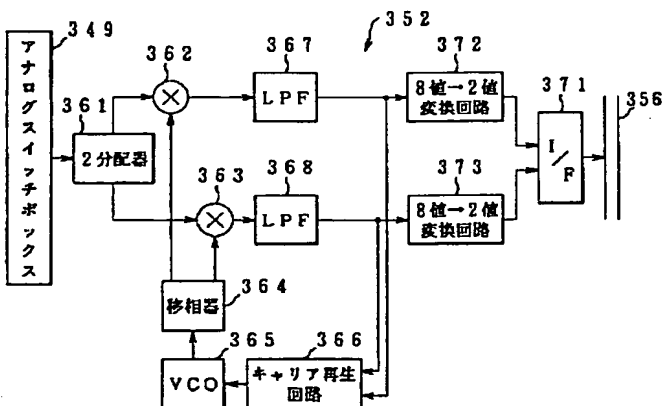 352
349
アナログスイッチボックス
361
2分配器
362
363
367
LPF
368
LPF
372
8値→2値
変換回路
373
8値→2値
変換回路
371
I/F
356
移相器
364
365
VCO
366
キャリア再生
回路